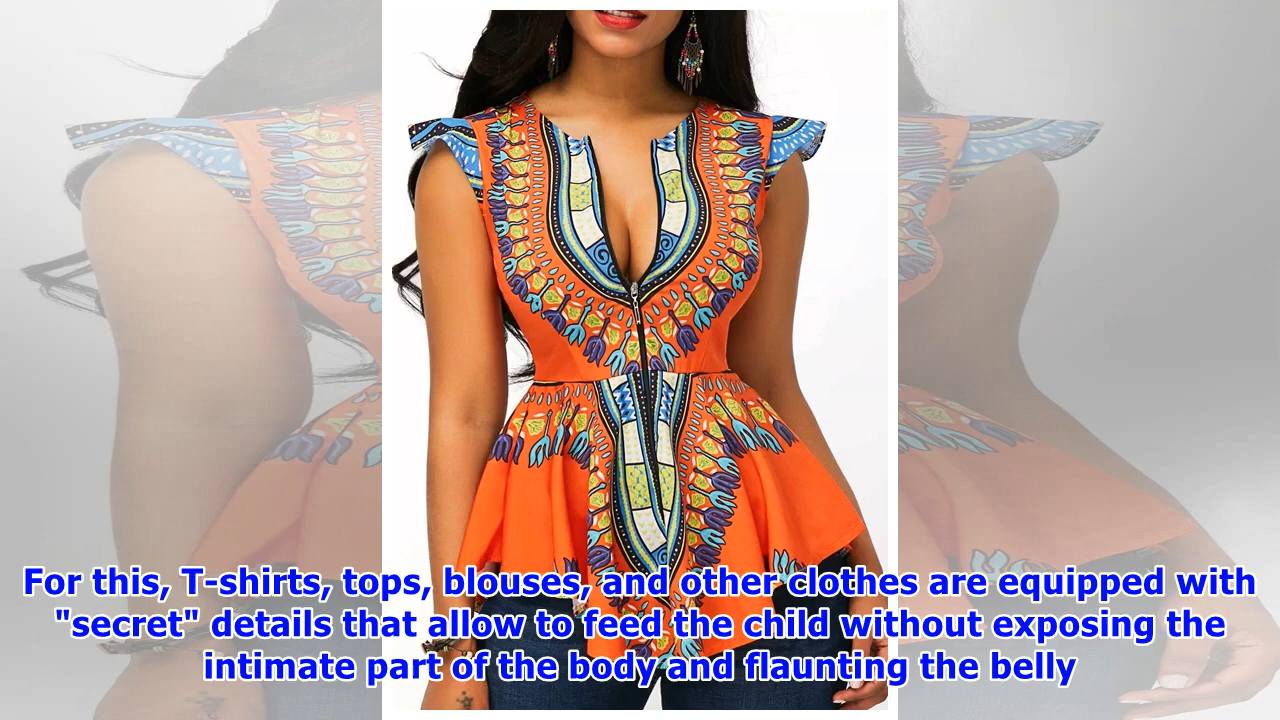 For this, T-shirts, tops, blouses, and other clothes are equipped with
"secret" details that allow to feed the child without exposing the
intimate part of the body and flaunting the belly